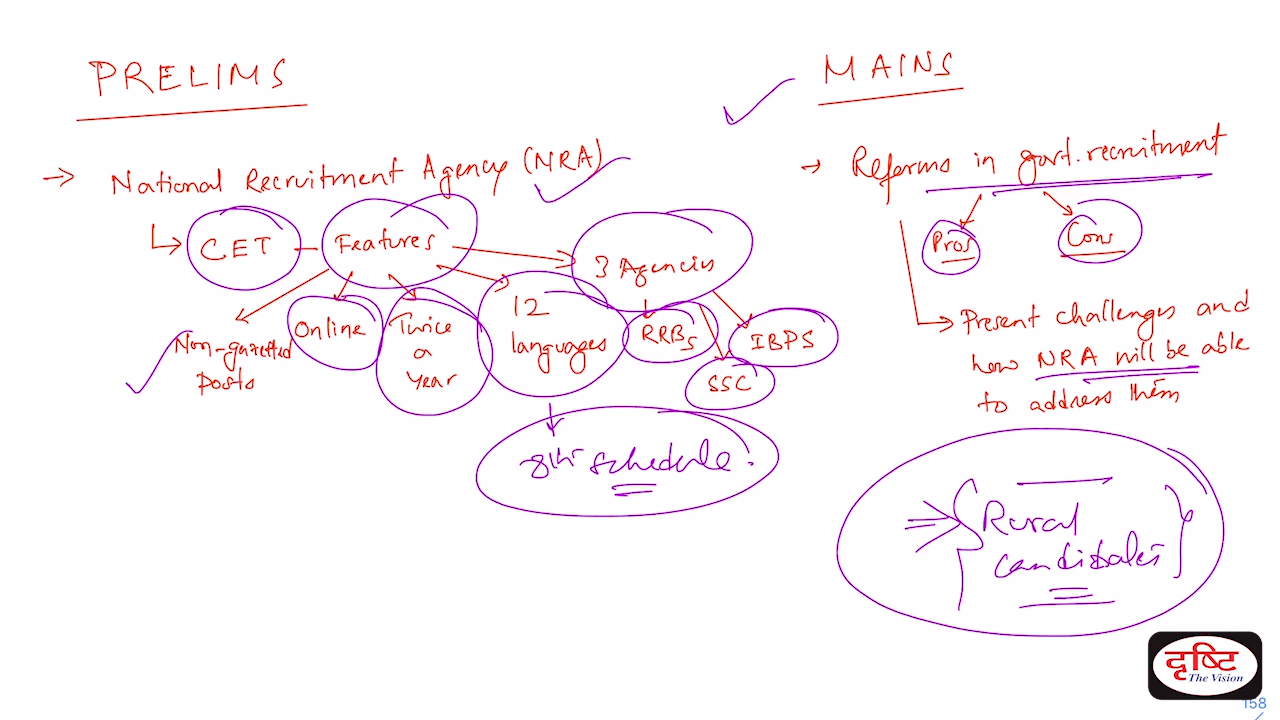 PRELIMS
→ National Recruitment Agency (NRA)
↳ CET – Features
3 Agencies
Non-gazetted
posts
Online
Twice
a
year
12
languages
RRBs
SSC
IBPS
8th schedule.
MAINS
→ Reforms in govt. recruitment
Pros
Cons
↳ Present challenges and
how NRA will be able
to address them
⇒ { Rural
candidates }
दृष्टि
The Vision
158